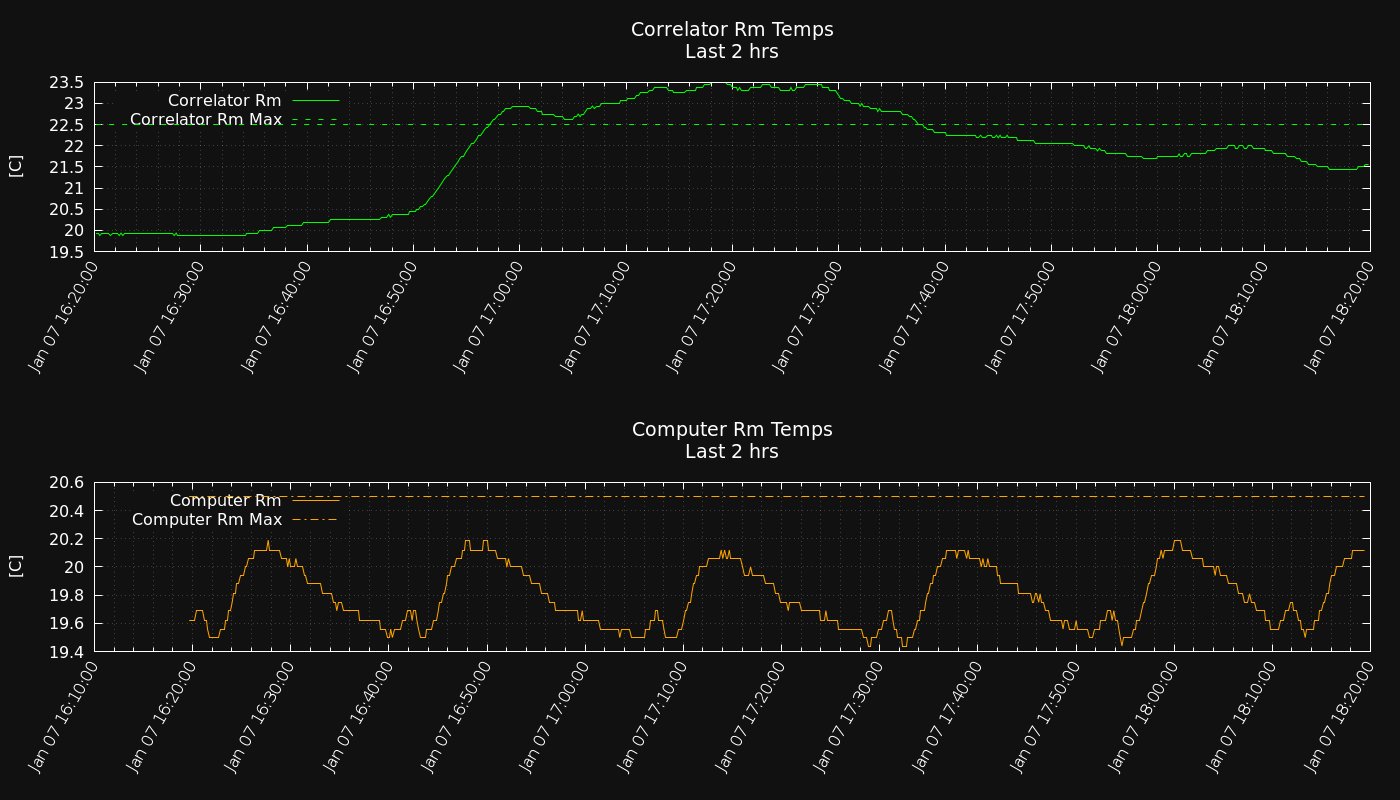 Correlator Rm Temps
Last 2 hrs
23.5
23
22.5
22
21.5
21
20.5
20
19.5
[C]
Correlator Rm
Correlator Rm Max
Jan 07 16:20:00
Jan 07 16:30:00
Jan 07 16:40:00
Jan 07 16:50:00
Jan 07 17:00:00
Jan 07 17:10:00
Jan 07 17:20:00
Jan 07 17:30:00
Jan 07 17:40:00
Jan 07 17:50:00
Jan 07 18:00:00
Jan 07 18:10:00
Jan 07 18:20:00
Computer Rm Temps
Last 2 hrs
20.6
20.4
20.2
20
19.8
19.6
19.4
[C]
Computer Rm
Computer Rm Max
Jan 07 16:10:00
Jan 07 16:20:00
Jan 07 16:30:00
Jan 07 16:40:00
Jan 07 16:50:00
Jan 07 17:00:00
Jan 07 17:10:00
Jan 07 17:20:00
Jan 07 17:30:00
Jan 07 17:40:00
Jan 07 17:50:00
Jan 07 18:00:00
Jan 07 18:10:00
Jan 07 18:20:00